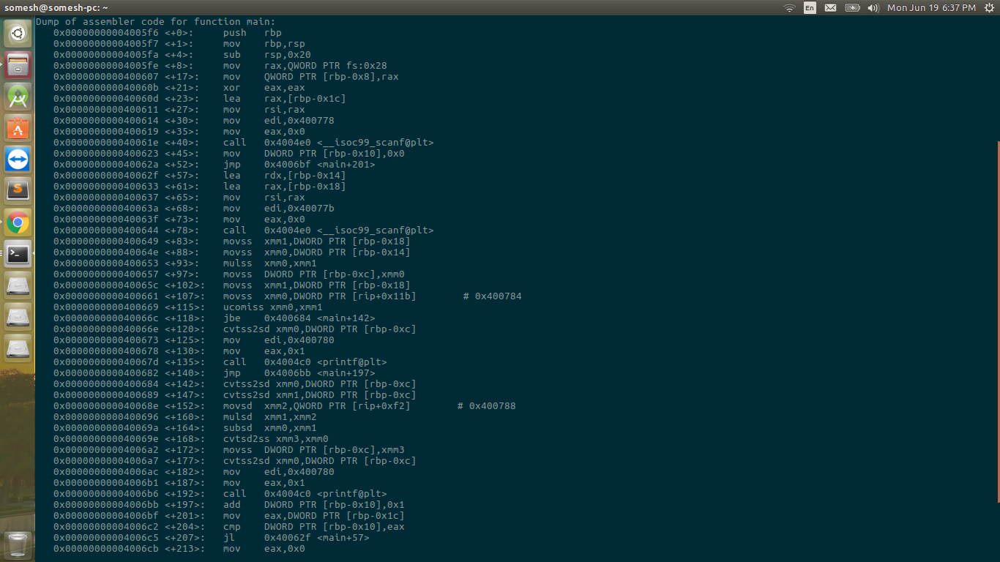 somesh@somesh-pc: ~
En
Mon Jun 19 6:37 PM
Dump of assembler code for function main:
0x00000000004005f6 <+0>: push rbp
0x00000000004005f7 <+1>: mov rbp,rsp
0x00000000004005fa <+4>: sub rsp,0x20
0x00000000004005fe <+8>: mov rax,QWORD PTR fs:0x28
0x0000000000400607 <+17>: mov QWORD PTR [rbp-0x8],rax
0x000000000040060b <+21>: xor eax,eax
0x000000000040060d <+23>: lea rax,[rbp-0x1c]
0x0000000000400611 <+27>: mov rsi,rax
0x0000000000400614 <+30>: mov edi,0x400778
0x0000000000400619 <+35>: mov eax,0x0
0x000000000040061e <+40>: call 0x4004e0 <__isoc99_scanf@plt>
0x0000000000400623 <+45>: mov DWORD PTR [rbp-0x10],0x0
0x000000000040062a <+52>: jmp 0x4006bf <main+201>
0x000000000040062f <+57>: lea rdx,[rbp-0x14]
0x0000000000400633 <+61>: lea rax,[rbp-0x18]
0x0000000000400637 <+65>: mov rsi,rax
0x000000000040063a <+68>: mov edi,0x40077b
0x000000000040063f <+73>: mov eax,0x0
0x0000000000400644 <+78>: call 0x4004e0 <__isoc99_scanf@plt>
0x0000000000400649 <+83>: movss xmm1,DWORD PTR [rbp-0x18]
0x000000000040064e <+88>: movss xmm0,DWORD PTR [rbp-0x14]
0x0000000000400653 <+93>: mulss xmm0,xmm1
0x0000000000400657 <+97>: movss DWORD PTR [rbp-0xc],xmm0
0x000000000040065c <+102>: movss xmm1,DWORD PTR [rbp-0x18]
0x0000000000400661 <+107>: movss xmm0,DWORD PTR [rip+0x11b] # 0x400784
0x0000000000400669 <+115>: ucomiss xmm0,xmm1
0x000000000040066c <+118>: jbe 0x400684 <main+142>
0x000000000040066e <+120>: cvtss2sd xmm0,DWORD PTR [rbp-0xc]
0x0000000000400673 <+125>: mov edi,0x400780
0x0000000000400678 <+130>: mov eax,0x1
0x000000000040067d <+135>: call 0x4004c0 <printf@plt>
0x0000000000400682 <+140>: jmp 0x4006bb <main+197>
0x0000000000400684 <+142>: cvtss2sd xmm0,DWORD PTR [rbp-0xc]
0x0000000000400689 <+147>: cvtss2sd xmm1,DWORD PTR [rbp-0xc]
0x000000000040068e <+152>: movsd xmm2,QWORD PTR [rip+0xf2] # 0x400788
0x0000000000400696 <+160>: mulsd xmm1,xmm2
0x000000000040069a <+164>: subsd xmm0,xmm1
0x000000000040069e <+168>: cvtsd2ss xmm3,xmm0
0x00000000004006a2 <+172>: movss DWORD PTR [rbp-0xc],xmm3
0x00000000004006a7 <+177>: cvtss2sd xmm0,DWORD PTR [rbp-0xc]
0x00000000004006ac <+182>: mov edi,0x400780
0x00000000004006b1 <+187>: mov eax,0x1
0x00000000004006b6 <+192>: call 0x4004c0 <printf@plt>
0x00000000004006bb <+197>: add DWORD PTR [rbp-0x10],0x1
0x00000000004006bf <+201>: mov eax,DWORD PTR [rbp-0x1c]
0x00000000004006c2 <+204>: cmp DWORD PTR [rbp-0x10],eax
0x00000000004006c5 <+207>: jl 0x40062f <main+57>
0x00000000004006cb <+213>: mov eax,0x0